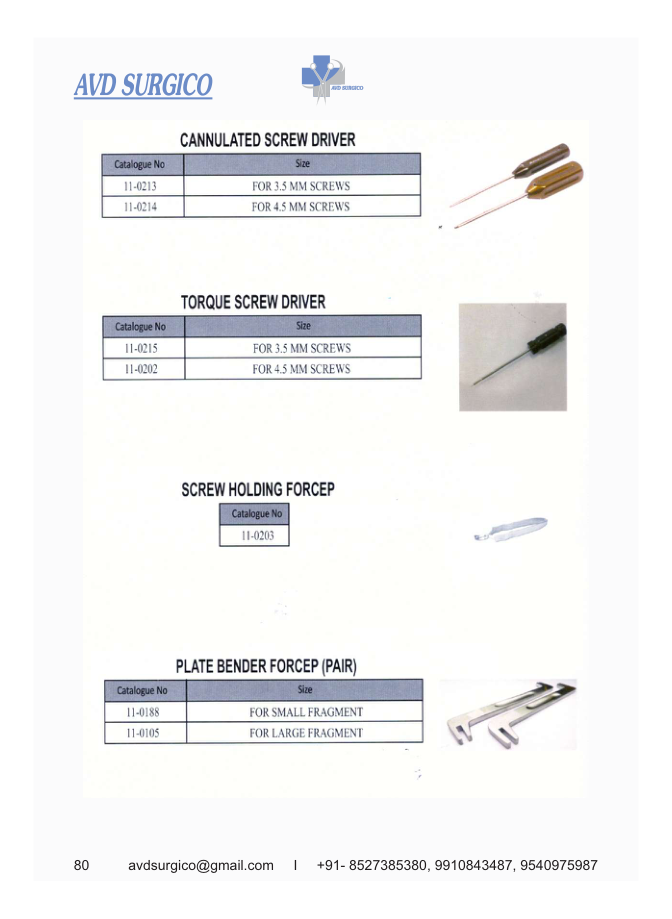 AVD SURGICO
AVD SURGICO
CANNULATED SCREW DRIVER
Catalogue No Size
11-0213 FOR 3.5 MM SCREWS
11-0214 FOR 4.5 MM SCREWS
TORQUE SCREW DRIVER
Catalogue No Size
11-0215 FOR 3.5 MM SCREWS
11-0202 FOR 4.5 MM SCREWS
SCREW HOLDING FORCEP
Catalogue No
11-0203
PLATE BENDER FORCEP (PAIR)
Catalogue No Size
11-0188 FOR SMALL FRAGMENT
11-0105 FOR LARGE FRAGMENT
80 avdsurgico@gmail.com I +91- 8527385380, 9910843487, 9540975987